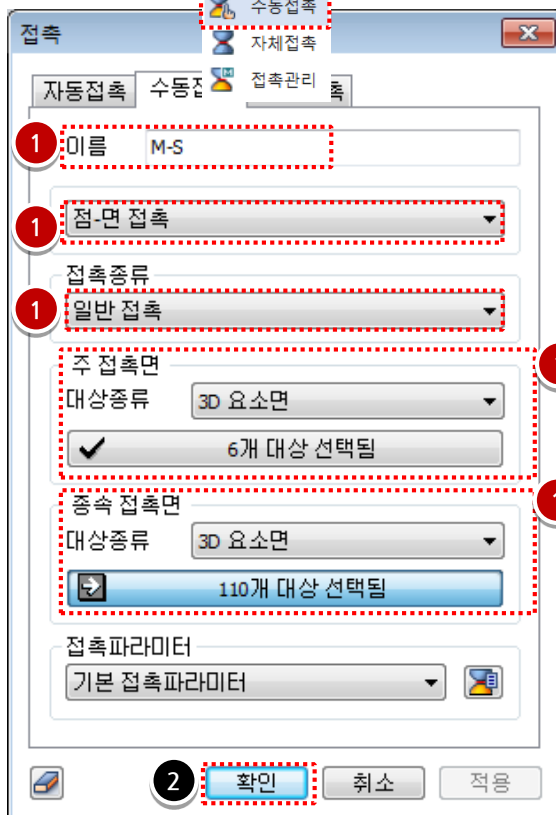 수동접촉
접촉
자체접촉
접촉관리
자동접촉 수동접 촉
1 이름 M-S
1 점-면 접촉
접촉종류
1 일반 접촉
주 접촉면
대상종류 3D 요소면
6개 대상 선택됨
종속 접촉면
대상종류 3D 요소면
110개 대상 선택됨
접촉파라미터
기본 접촉파라미터
2 확인 취소 적용